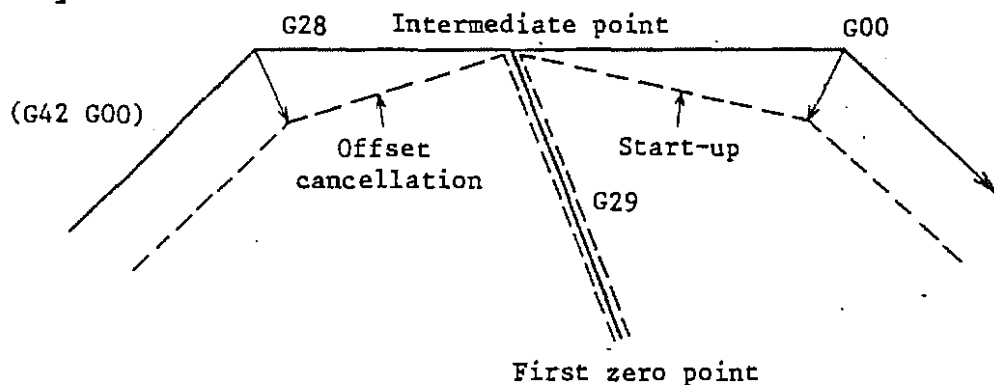 G28
Intermediate point
G00
(G42 G00)
Offset
cancellation
Start-up
G29
First zero point